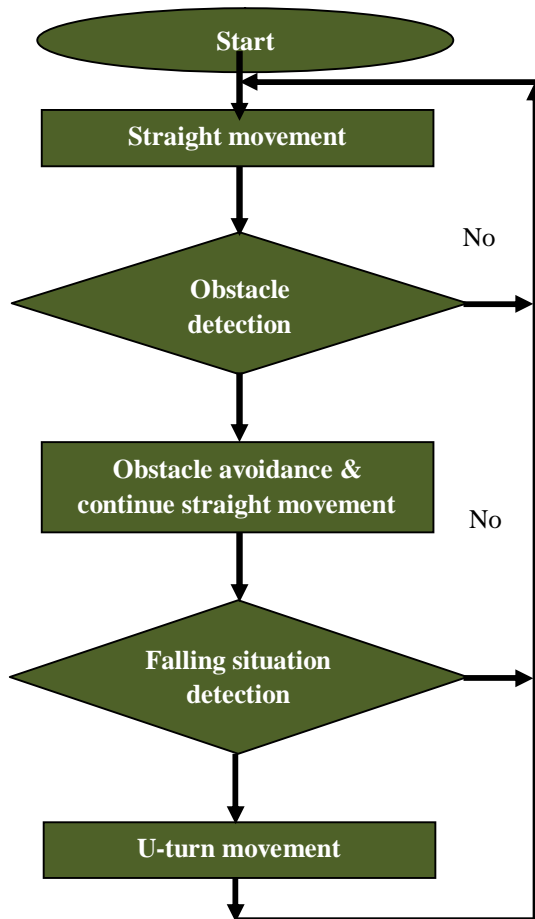 Start
Straight movement
No
Obstacle
detection
Obstacle avoidance &
continue straight movement
No
Falling situation
detection
U-turn movement